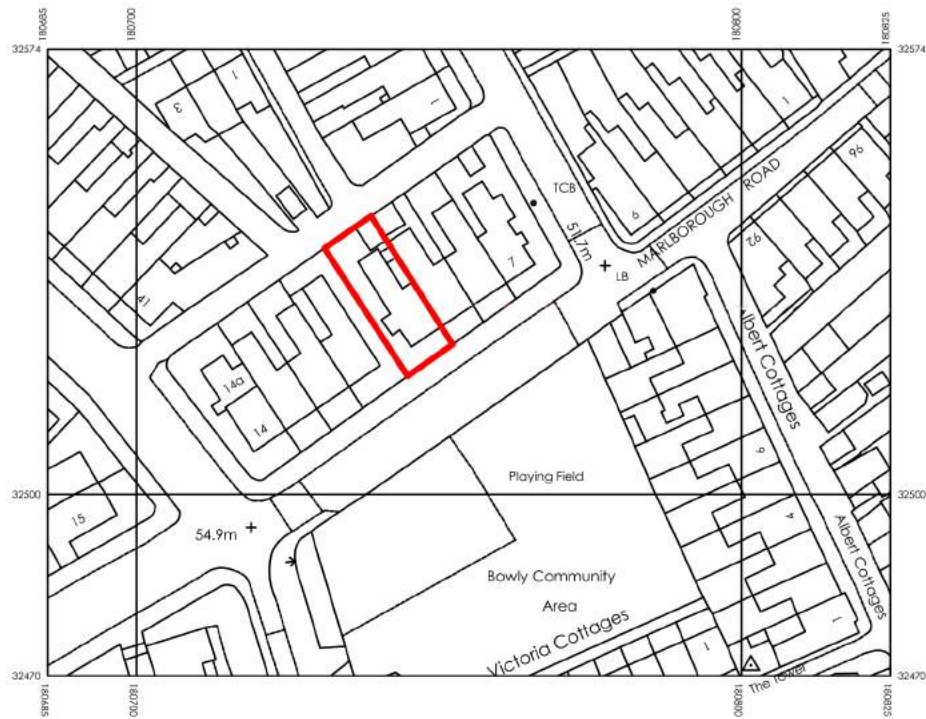 180685
180700
180800
180825
32574
32574
3
1
1
1
96
TCB
9
MARLBOROUGH ROAD
51.7m
92
7
LB
41
Albert Cottages
14a
14
6
Playing Field
32500
32500
15
4
54.9m
Albert Cottages
Bowly Community
Area
Victoria Cottages
1
1
32470
32470
The Tower
180685
180700
180800
180825